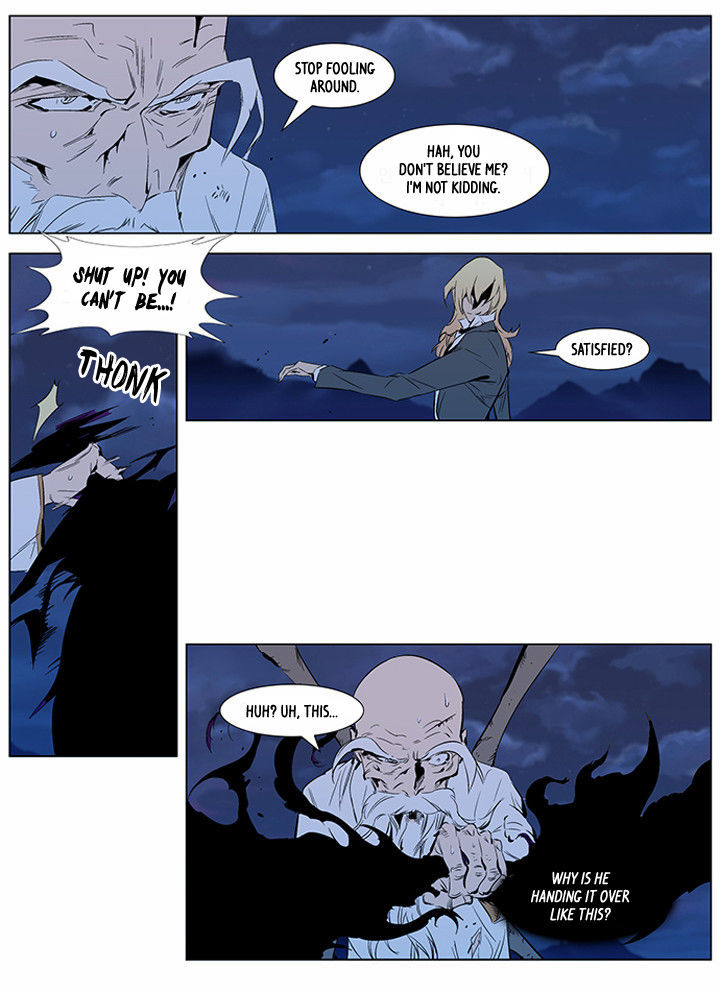 STOP FOOLING
AROUND.
HAH, YOU
DON'T BELIEVE ME?
I'M NOT KIDDING.
SHUT UP! YOU
CAN'T BE...!
THONK
SATISFIED?
HUH? UH, THIS...
WHY IS HE
HANDING IT OVER
LIKE THIS?